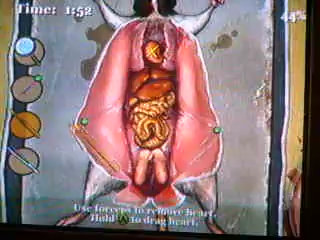 Time: 1:52
44%
Use forceps to remove heart.
Hold A to drag heart.